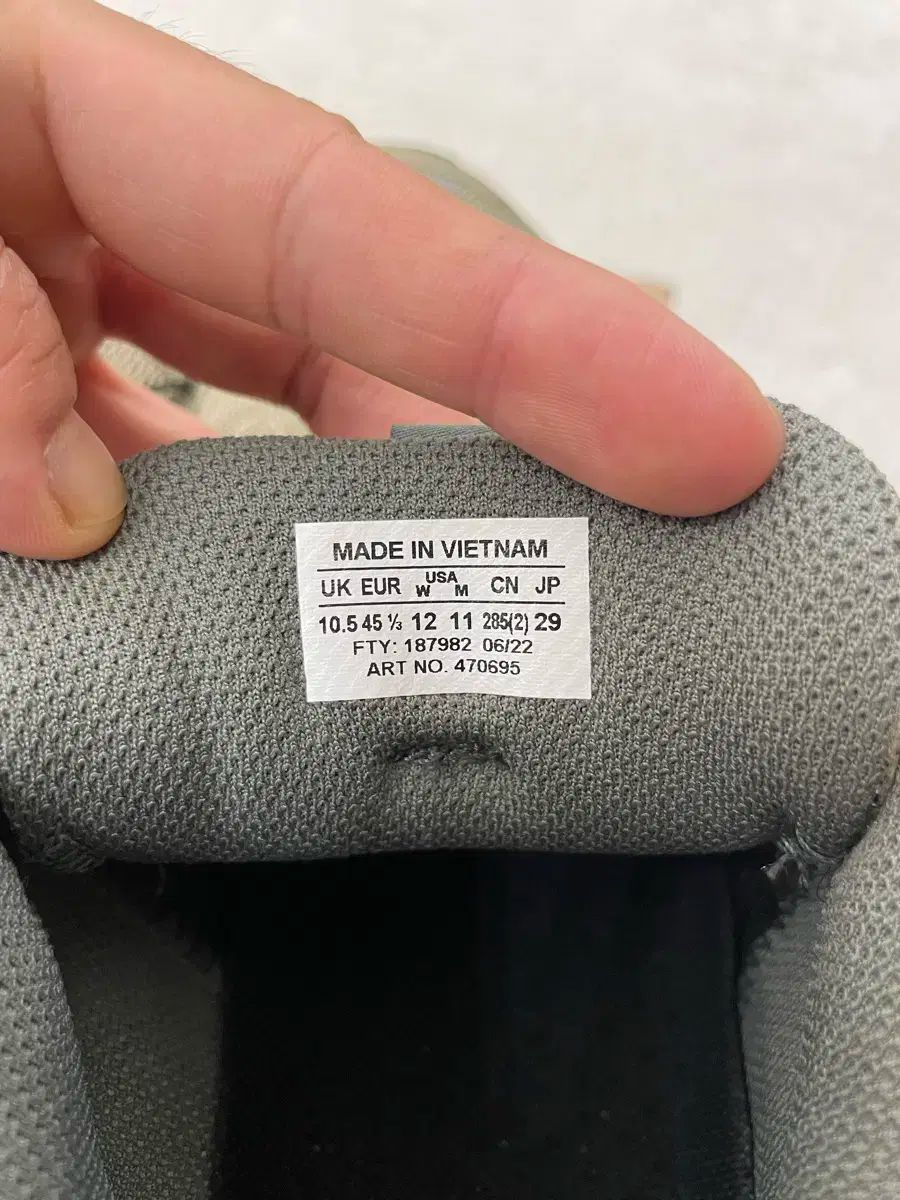 MADE IN VIETNAM
UK EUR W USA M CN JP
10.5 45 ⅓ 12 11 285(2) 29
FTY: 187982 06/22
ART NO. 470695